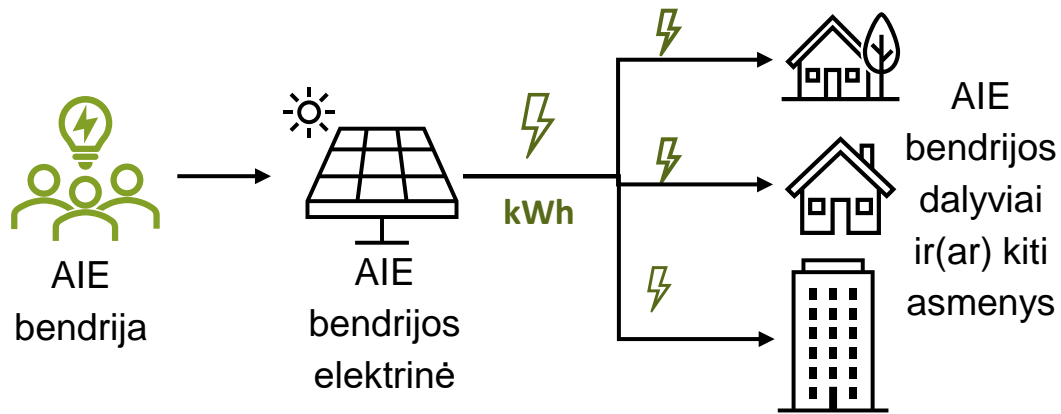 AIE
bendrija
AIE
bendrijos
elektrinė
kWh
AIE
bendrijos
dalyviai
ir(ar) kiti
asmenys